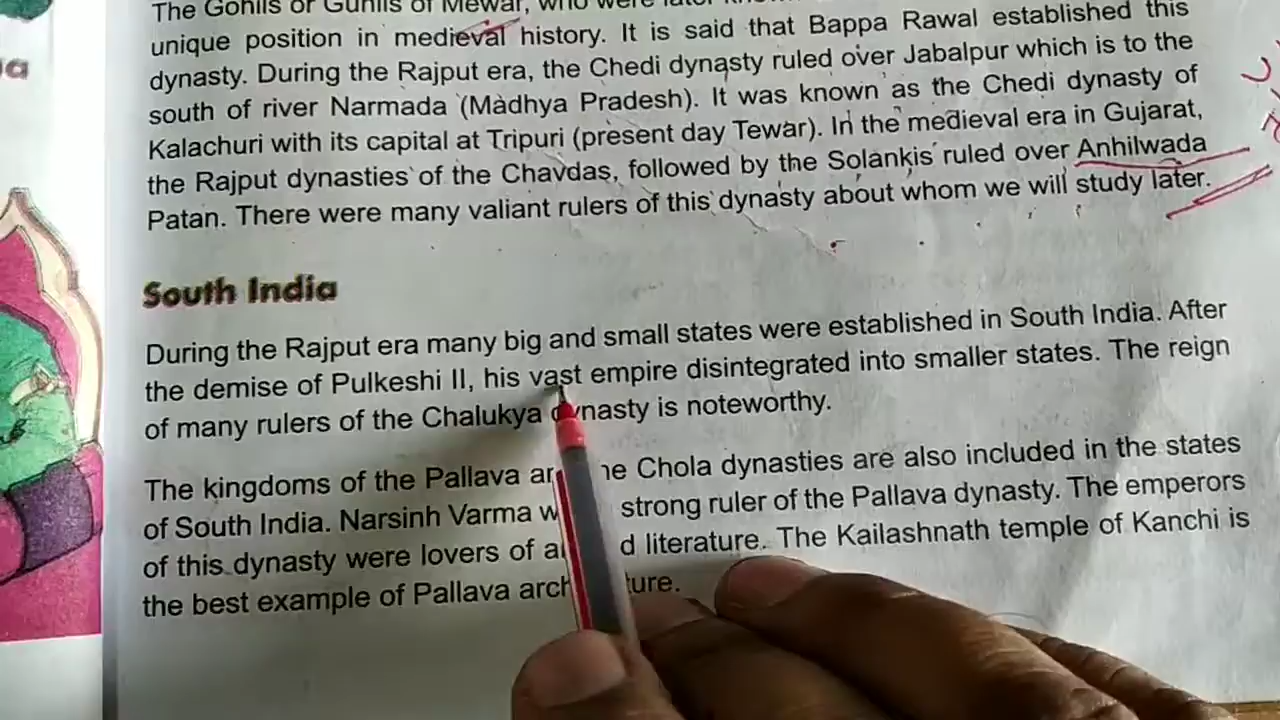 The Gohils or Guhils of Mewar, who were later
unique position in medieval history. It is said that Bappa Rawal established this
dynasty. During the Rajput era, the Chedi dynasty ruled over Jabalpur which is to the
south of river Narmada (Madhya Pradesh). It was known as the Chedi dynasty of
Kalachuri with its capital at Tripuri (present day Tewar). In the medieval era in Gujarat,
the Rajput dynasties of the Chavdas, followed by the Solankis ruled over Anhilwada
Patan. There were many valiant rulers of this dynasty about whom we will study later.
South India
During the Rajput era many big and small states were established in South India. After
the demise of Pulkeshi II, his vast empire disintegrated into smaller states. The reign
of many rulers of the Chalukya dynasty is noteworthy.
The kingdoms of the Pallava Chola dynasties are also included in the states
of South India. Narsinh Varma strong ruler of the Pallava dynasty. The emperors
of this dynasty were lovers of literature. The Kailashnath temple of Kanchi is
the best example of Pallava